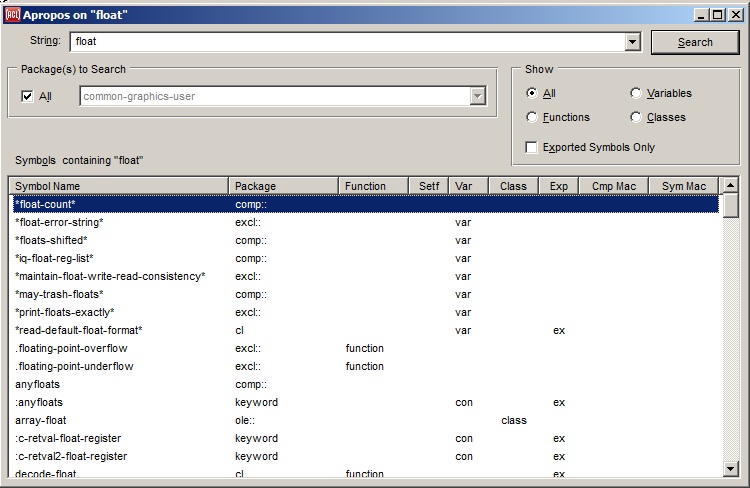 ACL Apropos on "float"
String: float Search
Package(s) to Search Show
All common-graphics-user All Variables
Functions Classes
Exported Symbols Only
Symbols containing "float"
Symbol Name Package Function Setf Var Class Exp Cmp Mac Sym Mac
*float-count* comp::
*float-error-string* excl:: var
*floats-shifted* comp:: var
*iq-float-reg-list* comp:: var
*maintain-float-write-read-consistency* excl:: var
*may-trash-floats* comp:: var
*print-floats-exactly* excl:: var
*read-default-float-format* cl var ex
.floating-point-overflow excl:: function
.floating-point-underflow excl:: function
anyfloats comp::
:anyfloats keyword con ex
array-float ole:: class
:c-retval-float-register keyword con ex
:c-retval2-float-register keyword con ex
decode-float cl function ex